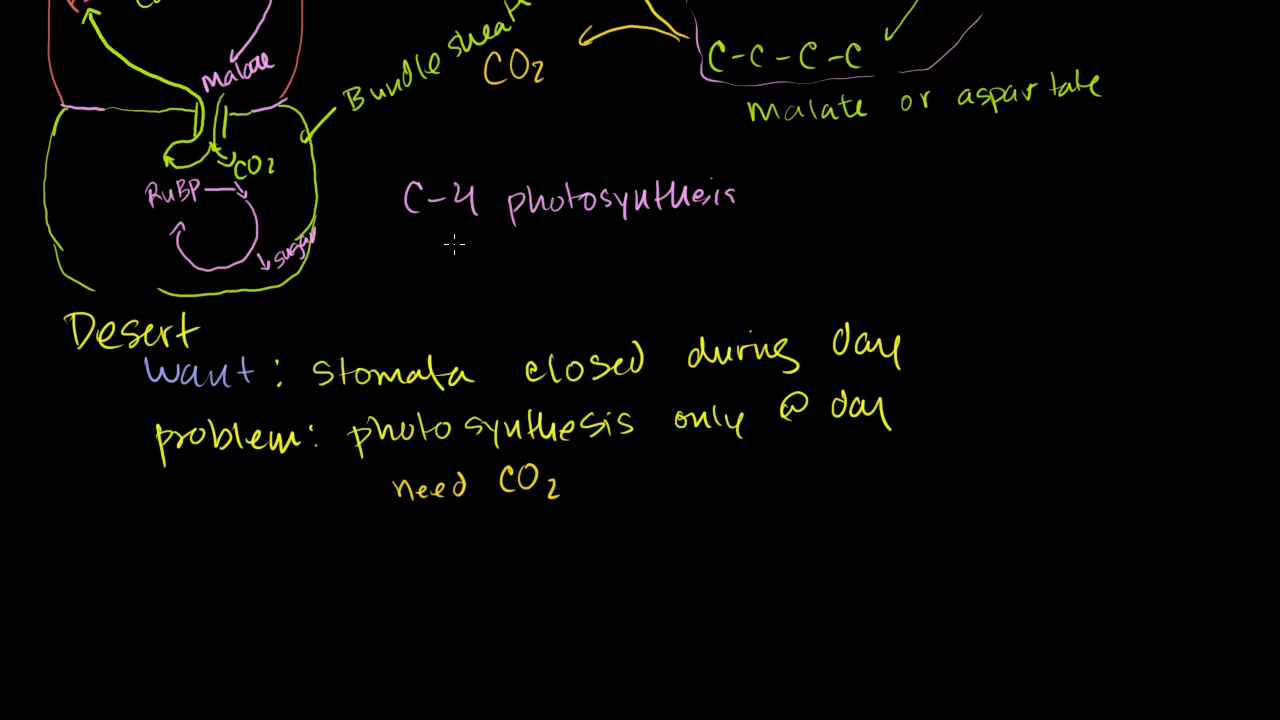 Malate
Bundle sheath
CO2
C-C-C-C
malate or aspartate
CO2
RuBP
sugar
C-4 photosynthesis
Desert
want: stomata closed during day
problem: photosynthesis only @ day
need CO2